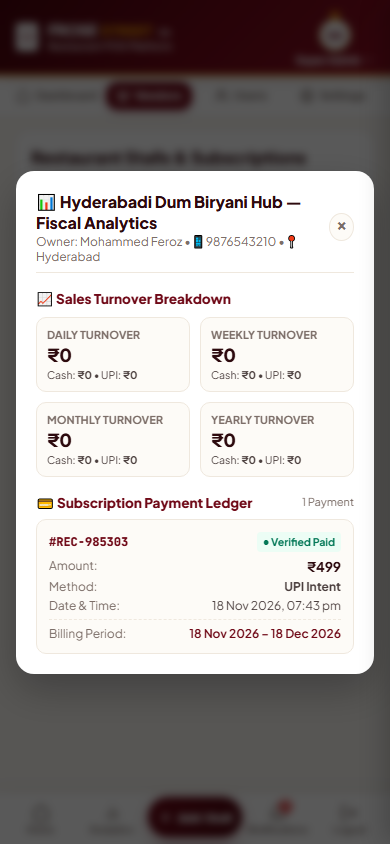 Restaurant Stalls & Subscriptions
📊 Hyderabadi Dum Biryani Hub —
Fiscal Analytics
Owner: Mohammed Feroz • 📱 9876543210 • 📍
Hyderabad
×
📈 Sales Turnover Breakdown
DAILY TURNOVER
₹0
Cash: ₹0 • UPI: ₹0
WEEKLY TURNOVER
₹0
Cash: ₹0 • UPI: ₹0
MONTHLY TURNOVER
₹0
Cash: ₹0 • UPI: ₹0
YEARLY TURNOVER
₹0
Cash: ₹0 • UPI: ₹0
💳 Subscription Payment Ledger 1 Payment
#REC-985303 • Verified Paid
Amount: ₹499
Method: UPI Intent
Date & Time: 18 Nov 2026, 07:43 pm
Billing Period: 18 Nov 2026 – 18 Dec 2026